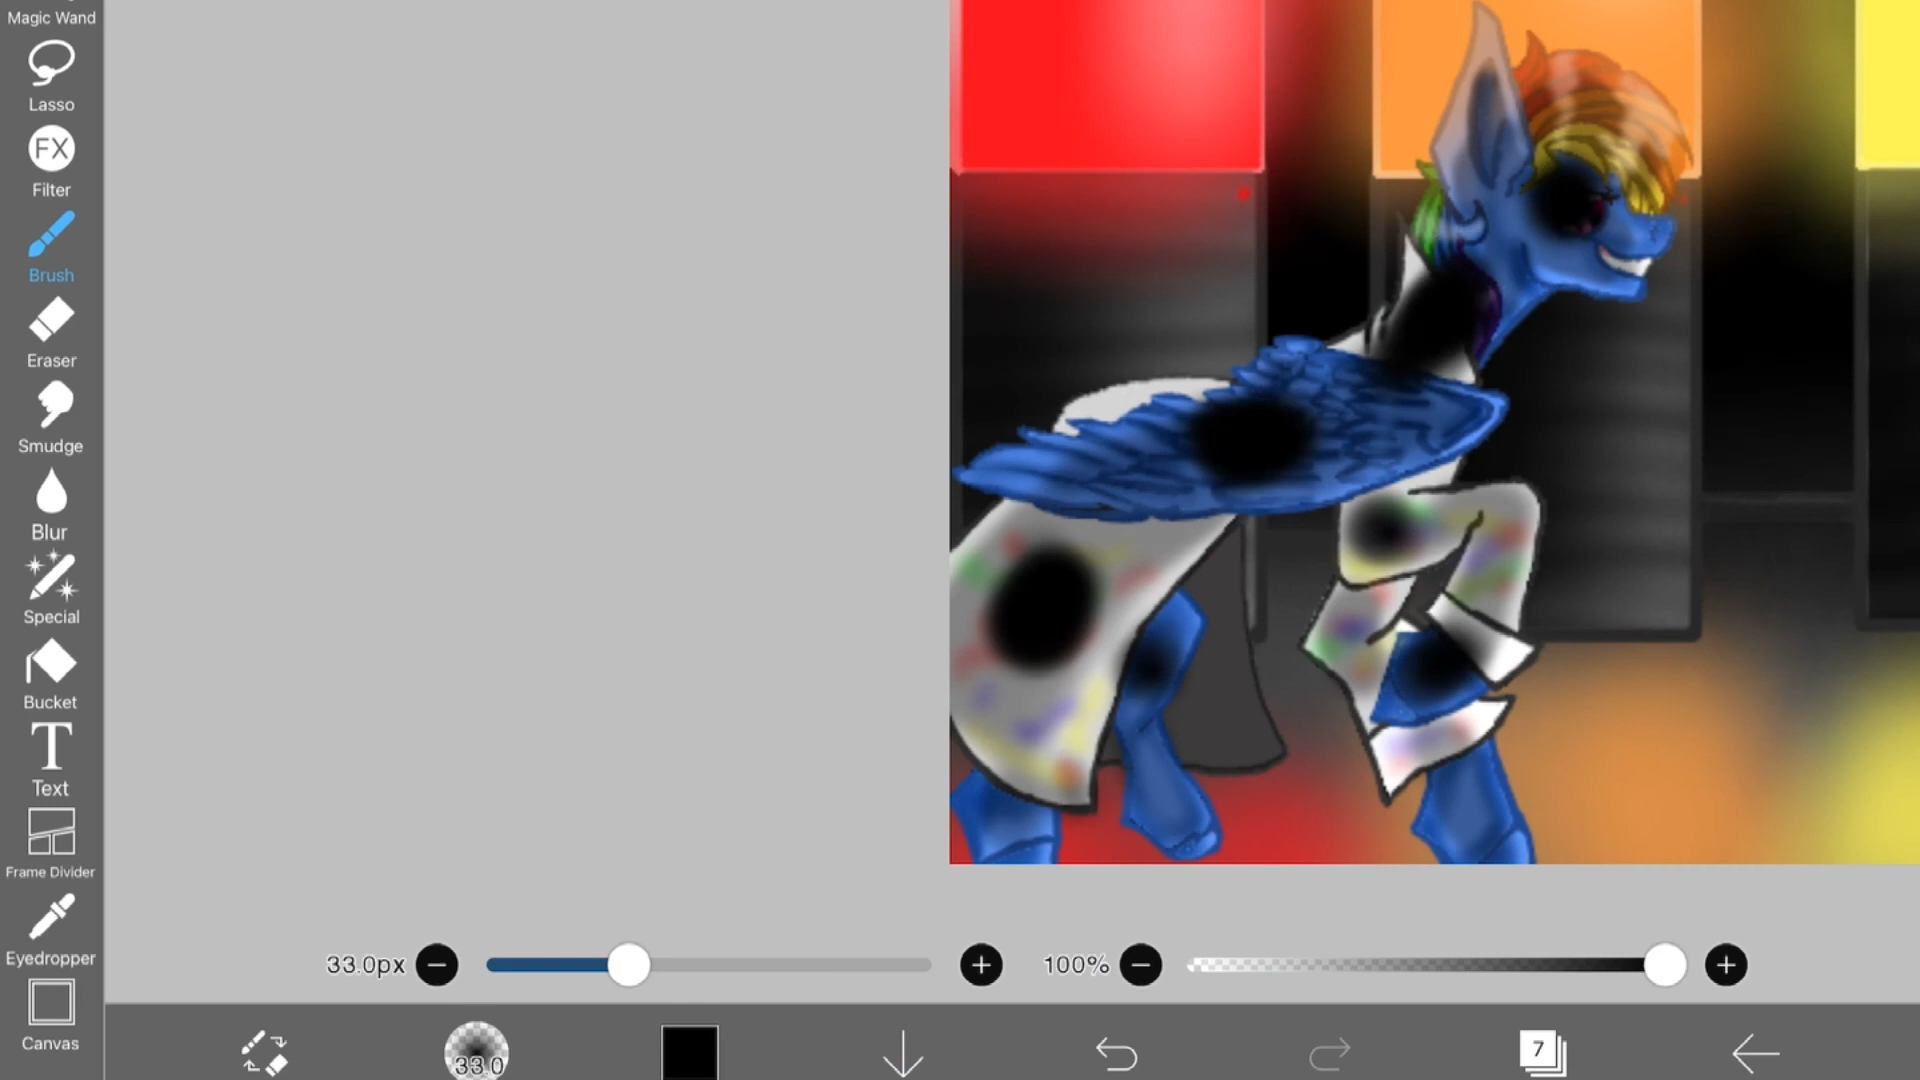 Magic Wand
Lasso
FX
Filter
Brush
Eraser
Smudge
Blur
Special
Bucket
T
Text
Frame Divider
Eyedropper
Canvas
33.0px
100%
33.0
7